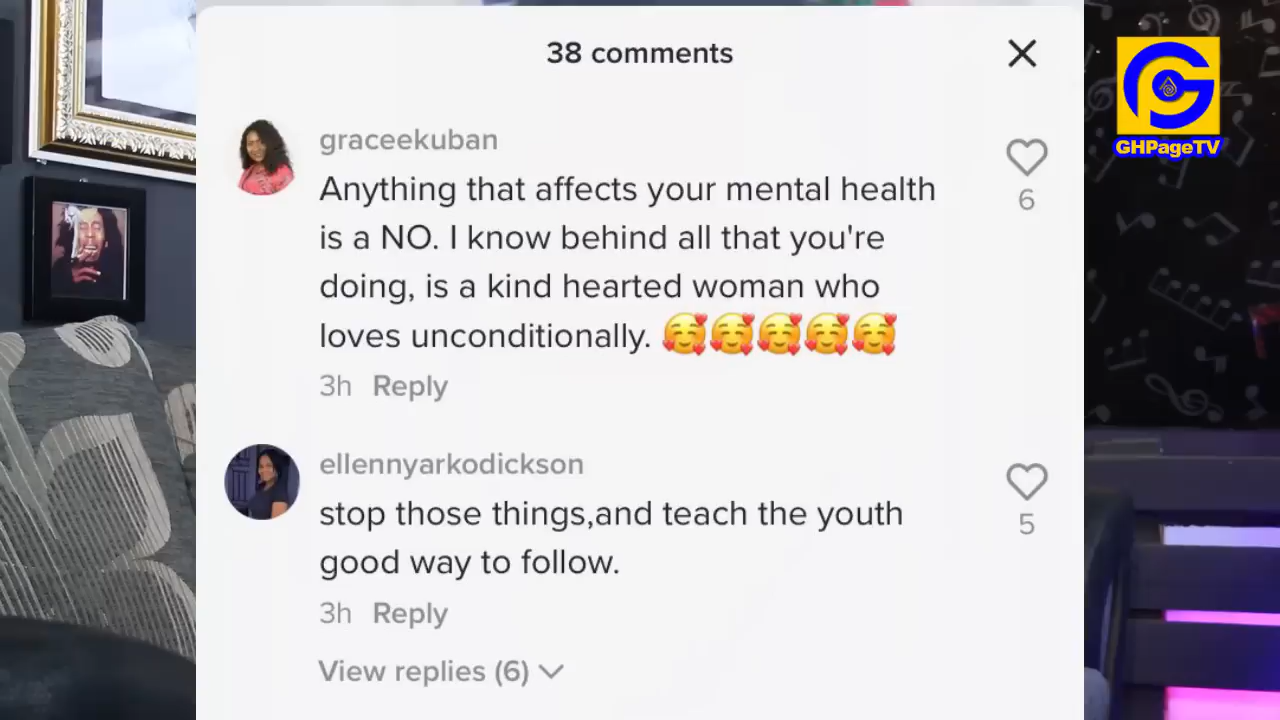 38 comments
GHPageTV
graceekuban
Anything that affects your mental health
is a NO. I know behind all that you're
doing, is a kind hearted woman who
loves unconditionally. 🥰🥰🥰🥰🥰
6
3h Reply
ellennyarkodickson
stop those things,and teach the youth
good way to follow.
5
3h Reply
View replies (6)